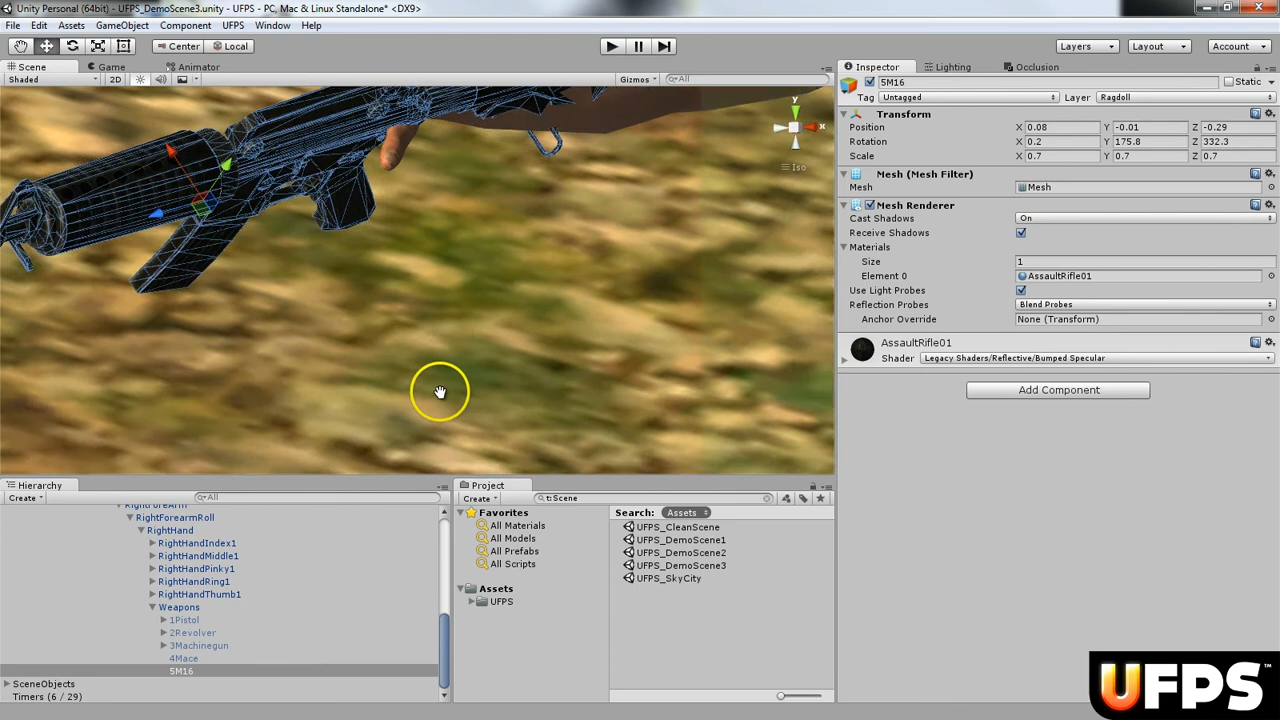 Unity Personal (64bit) - UFPS_DemoScene3.unity - UFPS - PC, Mac & Linux Standalone* <DX9>
File Edit Assets GameObject Component UFPS Window Help
Center Local Layers Layout Account
Scene Game Animator
Shaded 2D Gizmos All
y
x
Iso
Inspector Lighting Occlusion
5M16 Static
Tag Untagged Layer Ragdoll
Transform
Position X 0.08 Y -0.01 Z -0.29
Rotation X 0.2 Y 175.8 Z 332.3
Scale X 0.7 Y 0.7 Z 0.7
Mesh (Mesh Filter)
Mesh Mesh
Mesh Renderer
Cast Shadows On
Receive Shadows
Materials
Size 1
Element 0 AssaultRifle01
Use Light Probes
Reflection Probes Blend Probes
Anchor Override None (Transform)
AssaultRifle01
Shader Legacy Shaders/Reflective/Bumped Specular
Add Component
Hierarchy
Create All
RightForeArm
RightForearmRoll
RightHand
RightHandIndex1
RightHandMiddle1
RightHandPinky1
RightHandRing1
RightHandThumb1
Weapons
1Pistol
2Revolver
3Machinegun
4Mace
5M16
SceneObjects
Timers (6 / 29)
Project
Create t:Scene
Favorites
All Materials
All Models
All Prefabs
All Scripts
Assets
UFPS
Search: Assets
UFPS_CleanScene
UFPS_DemoScene1
UFPS_DemoScene2
UFPS_DemoScene3
UFPS_SkyCity
UFPS™